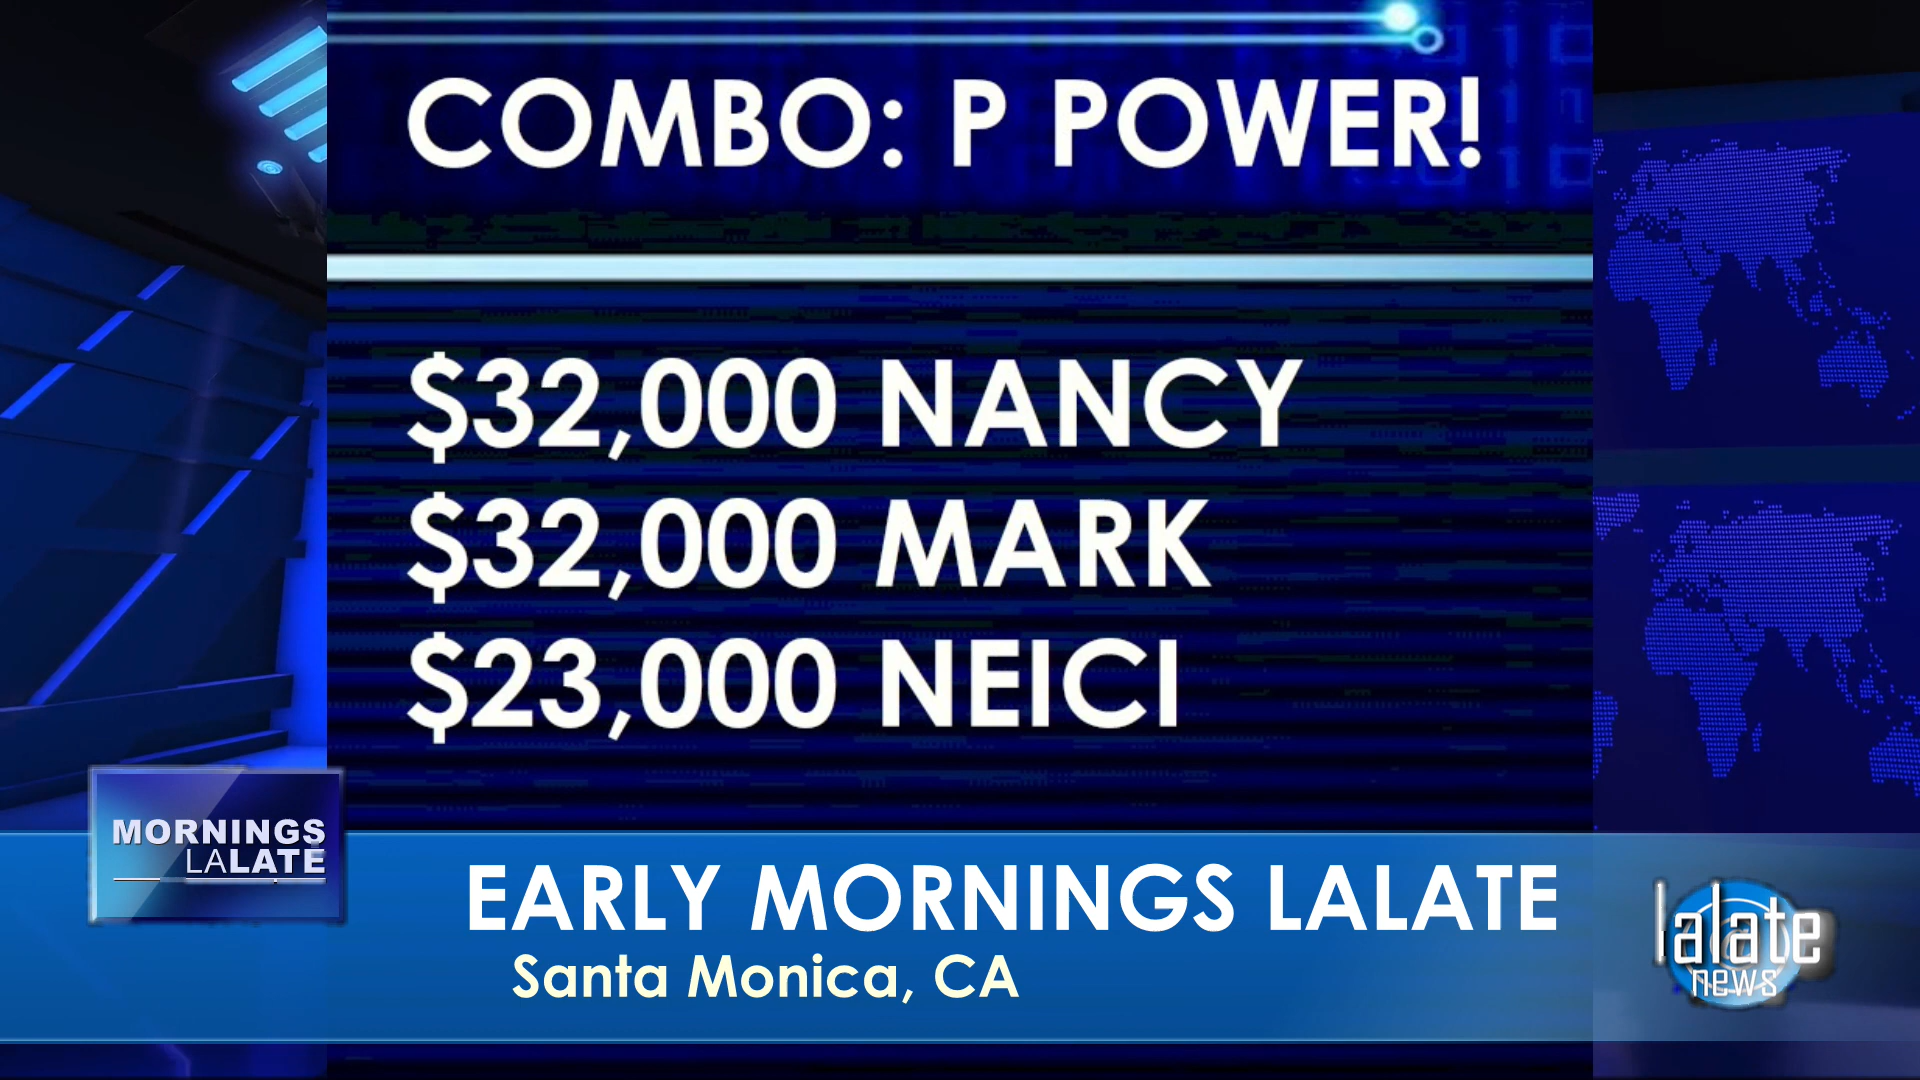 COMBO: P POWER!
$32,000 NANCY
$32,000 MARK
$23,000 NEICI
MORNINGS
LALATE
EARLY MORNINGS LALATE
Santa Monica, CA
lalate
news